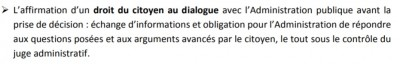 ➢ L'affirmation d'un droit du citoyen au dialogue avec l'Administration publique avant la
prise de décision : échange d'informations et obligation pour l'Administration de répondre
aux questions posées et aux arguments avancés par le citoyen, le tout sous le contrôle du
juge administratif.